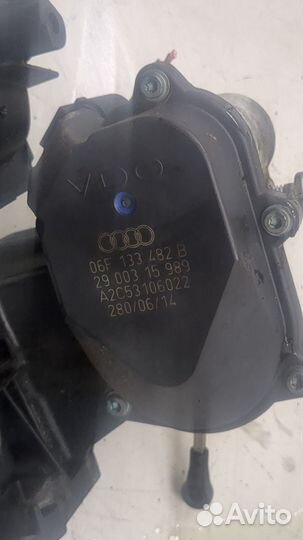 VDO
06F 133 482 B
29 003 15 989
A2C53106022
280/06/14
Avito